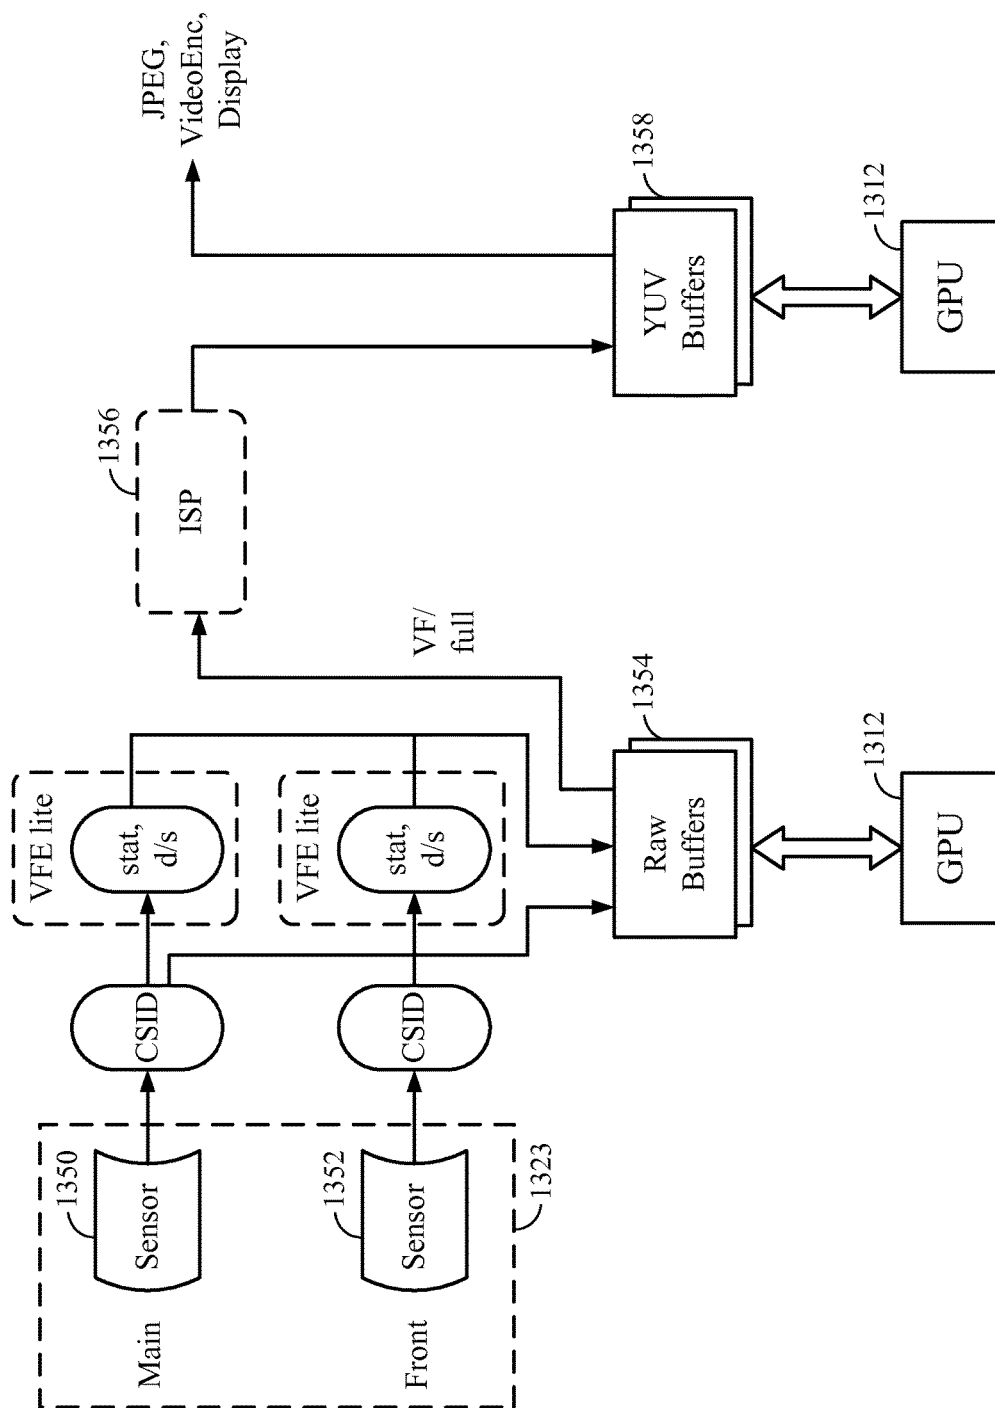 Main
Sensor
1350
CSID
VFE lite
stat,
d/s
1356
ISP
JPEG,
VideoEnc,
Display
Front
Sensor
1352
1323
CSID
VFE lite
stat,
d/s
VF/
full
Raw
Buffers
1354
YUV
Buffers
1358
GPU
1312
GPU
1312